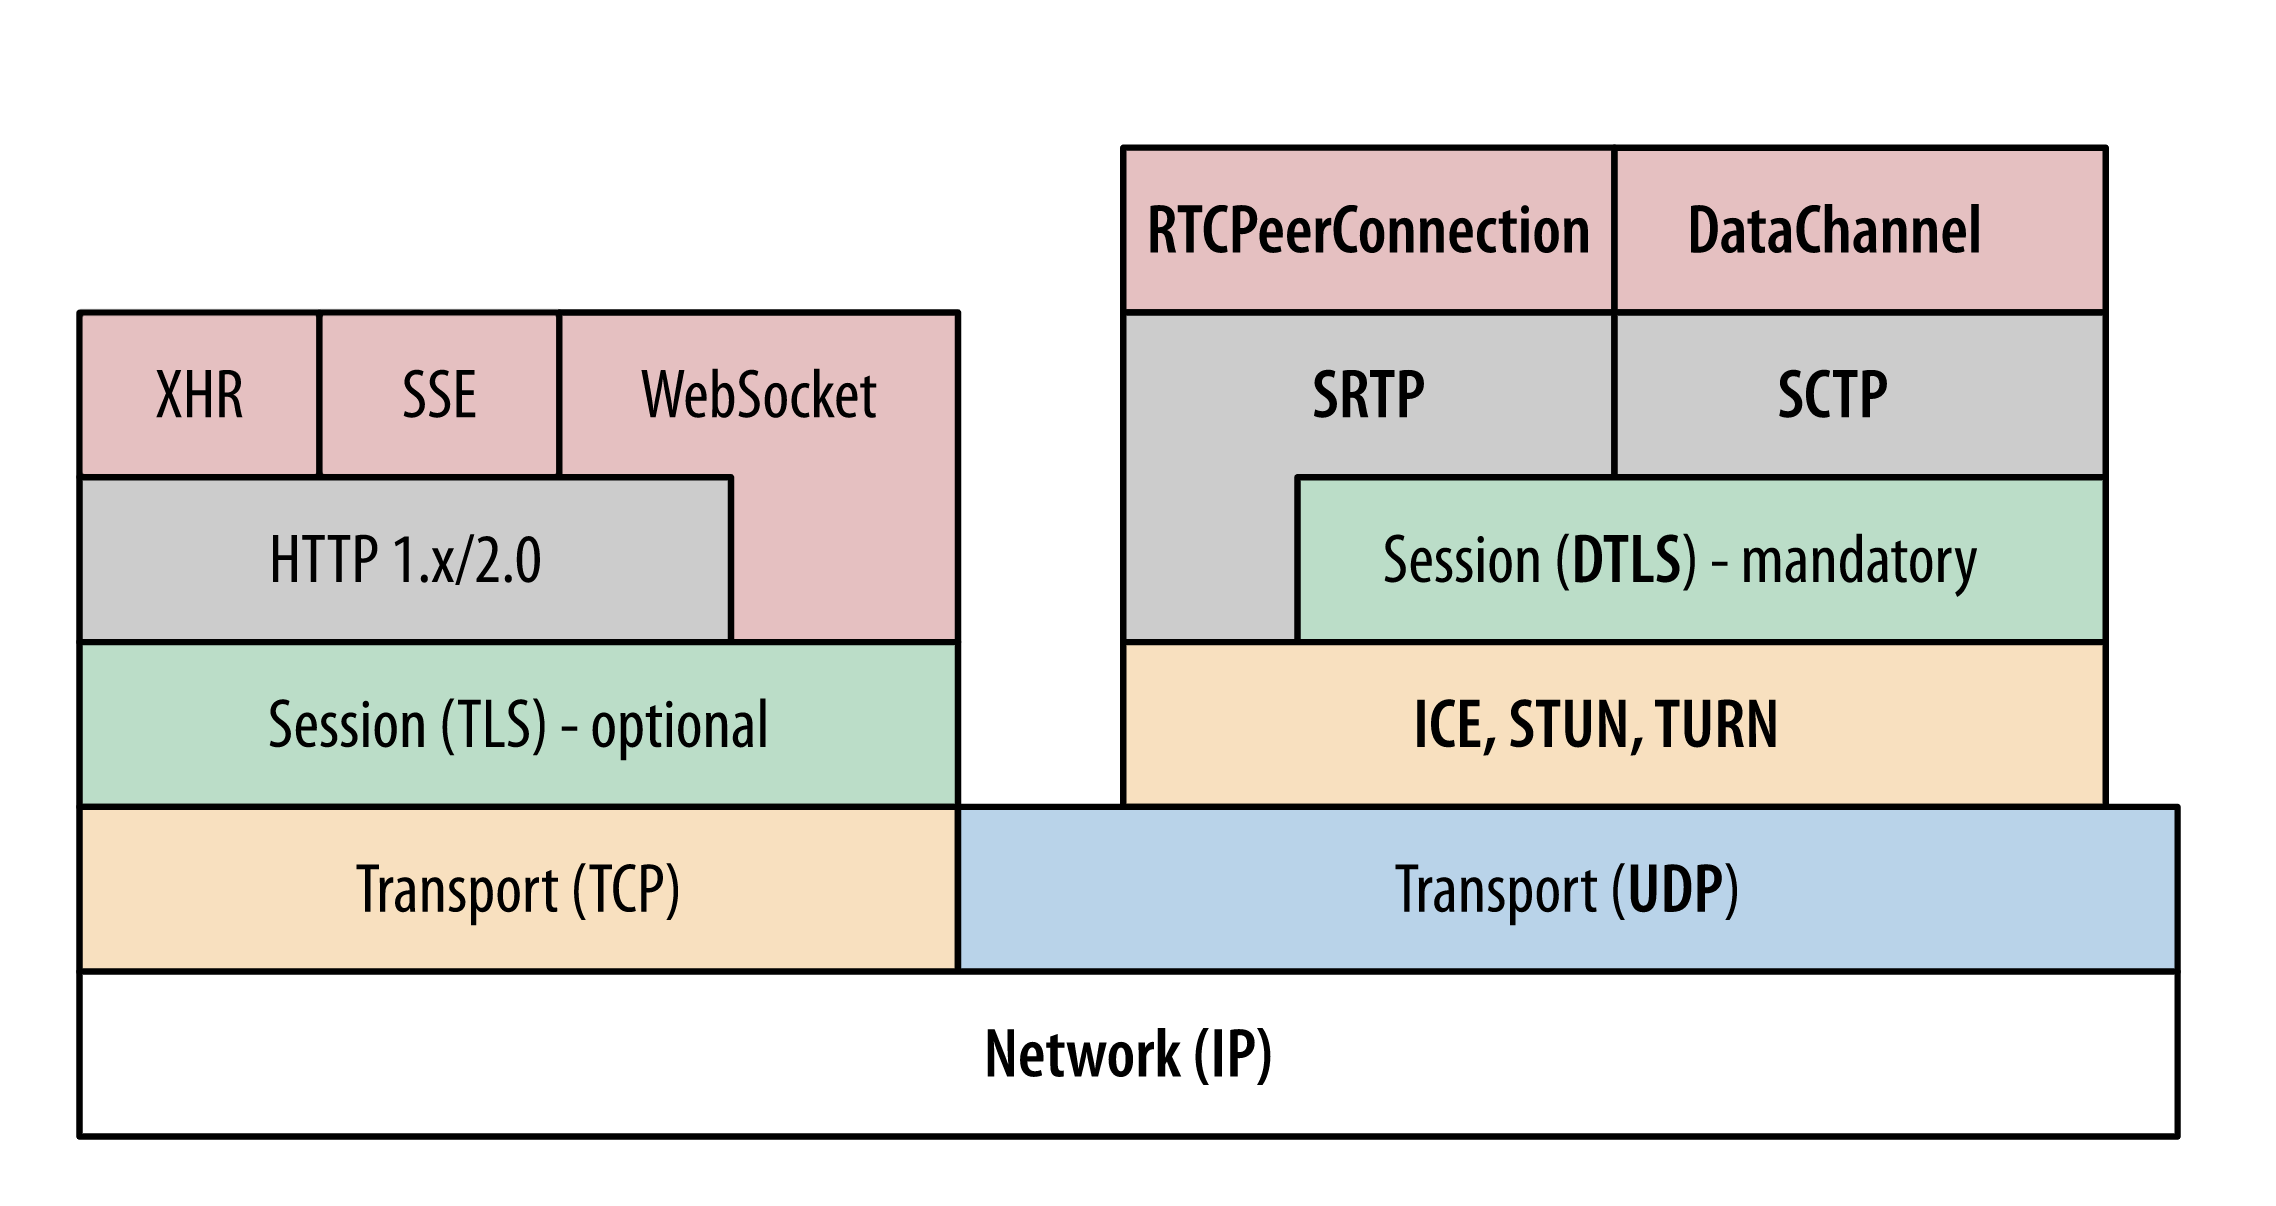 RTCPeerConnection
DataChannel
XHR
SSE
WebSocket
SRTP
SCTP
HTTP 1.x/2.0
Session (DTLS) - mandatory
Session (TLS) - optional
ICE, STUN, TURN
Transport (TCP)
Transport (UDP)
Network (IP)